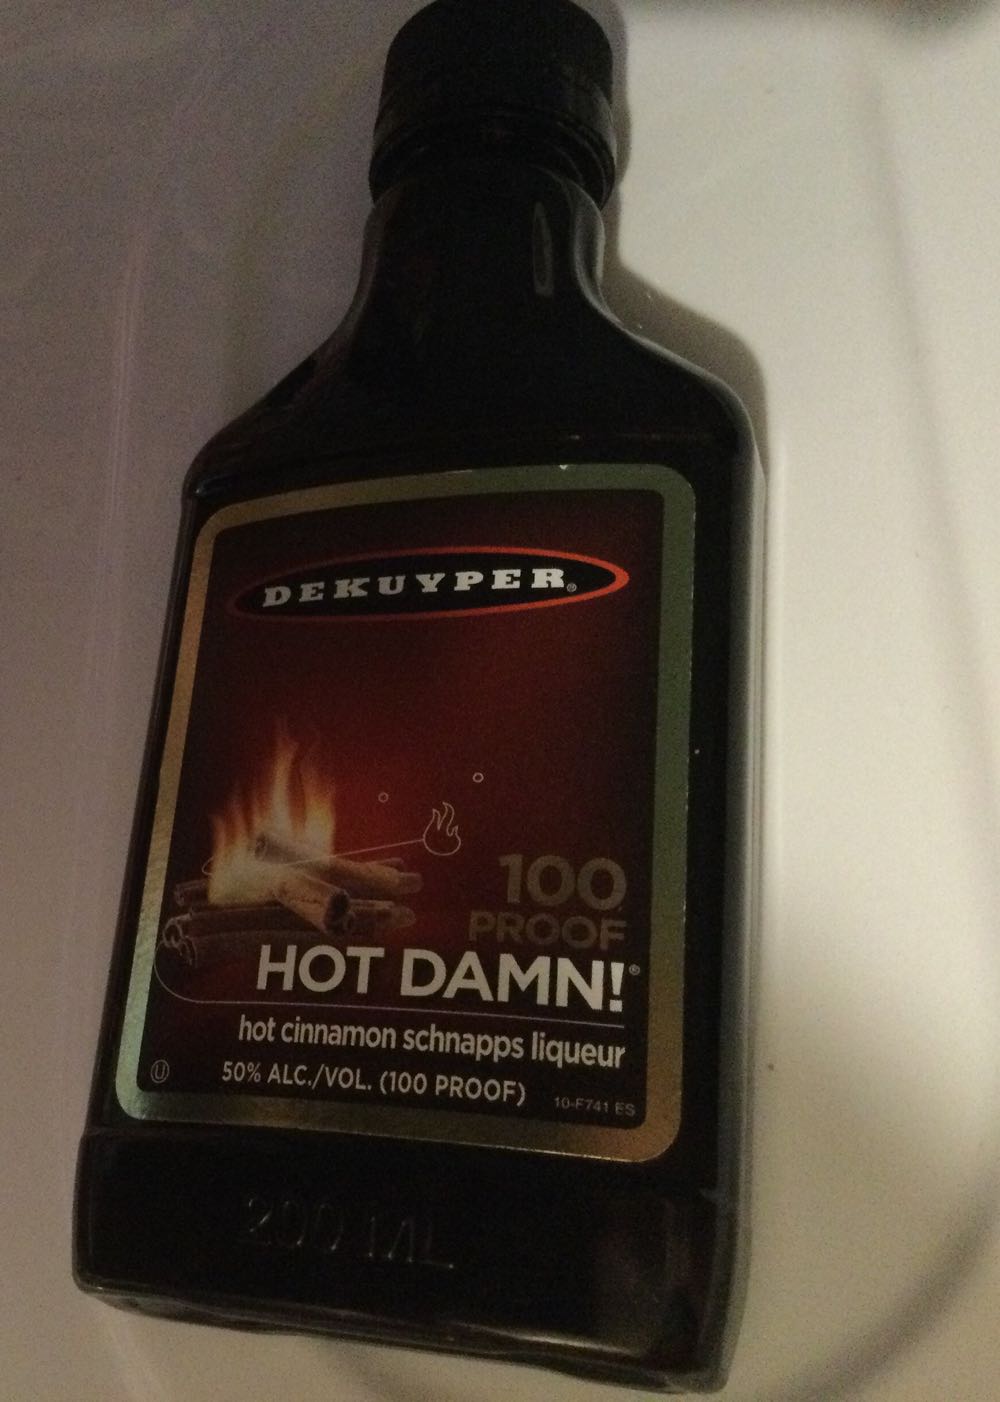 DEKUYPER®
100
PROOF
HOT DAMN!®
hot cinnamon schnapps liqueur
Ⓤ 50% ALC./VOL. (100 PROOF) 10-F741 ES
200 ML